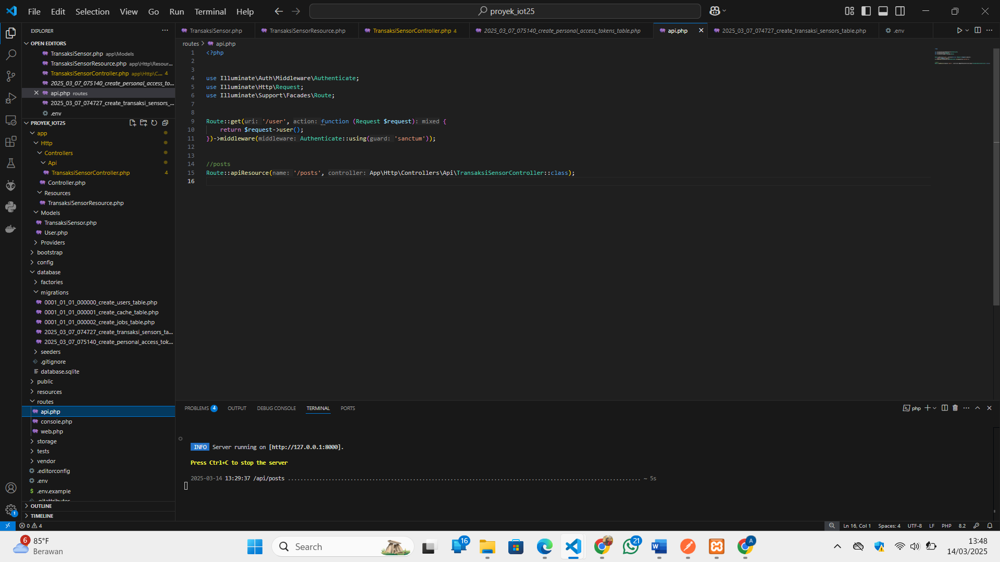 File Edit Selection View Go Run Terminal Help
proyek_iot25
EXPLORER
OPEN EDITORS
TransaksiSensor.php app\Models
TransaksiSensorResource.php app\Http\Resour...
TransaksiSensorController.php app\Http\C... 4
2025_03_07_075140_create_personal_access_to...
api.php routes
2025_03_07_074727_create_transaksi_sensors_...
.env
PROYEK_IOT25
app
Http
Controllers
Api
TransaksiSensorController.php 4
Controller.php
Resources
TransaksiSensorResource.php
Models
TransaksiSensor.php
User.php
Providers
bootstrap
config
database
factories
migrations
0001_01_01_000000_create_users_table.php
0001_01_01_000001_create_cache_table.php
0001_01_01_000002_create_jobs_table.php
2025_03_07_074727_create_transaksi_sensors_ta...
2025_03_07_075140_create_personal_access_tok...
seeders
.gitignore
database.sqlite
public
resources
routes
api.php
console.php
web.php
storage
tests
vendor
.editorconfig
.env
$ .env.example
.gitattributes
OUTLINE
TIMELINE
TransaksiSensor.php TransaksiSensorResource.php TransaksiSensorController.php 4 2025_03_07_075140_create_personal_access_tokens_table.php api.php 2025_03_07_074727_create_transaksi_sensors_table.php .env
routes > api.php
1 <?php
2
3
4 use Illuminate\Auth\Middleware\Authenticate;
5 use Illuminate\Http\Request;
6 use Illuminate\Support\Facades\Route;
7
8
9 Route::get(uri: '/user', action: function (Request $request): mixed {
10 return $request->user();
11 })->middleware(middleware: Authenticate::using(guard: 'sanctum'));
12
13
14 //posts
15 Route::apiResource(name: '/posts', controller: App\Http\Controllers\Api\TransaksiSensorController::class);
16
PROBLEMS 4 OUTPUT DEBUG CONSOLE TERMINAL PORTS
php
INFO Server running on [http://127.0.0.1:8000].
Press Ctrl+C to stop the server
2025-03-14 13:29:37 /api/posts ................................................................................................................. ~ 5s
1
0 4
Ln 16, Col 1 Spaces: 4 UTF-8 LF PHP 8.2
6
85°F
Berawan
Search
16
21
A
13:48
14/03/2025